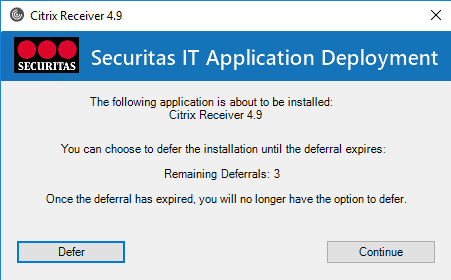 Citrix Receiver 4.9
SECURITAS
Securitas IT Application Deployment
The following application is about to be installed:
Citrix Receiver 4.9
You can choose to defer the installation until the deferral expires:
Remaining Deferrals: 3
Once the deferral has expired, you will no longer have the option to defer.
Defer
Continue